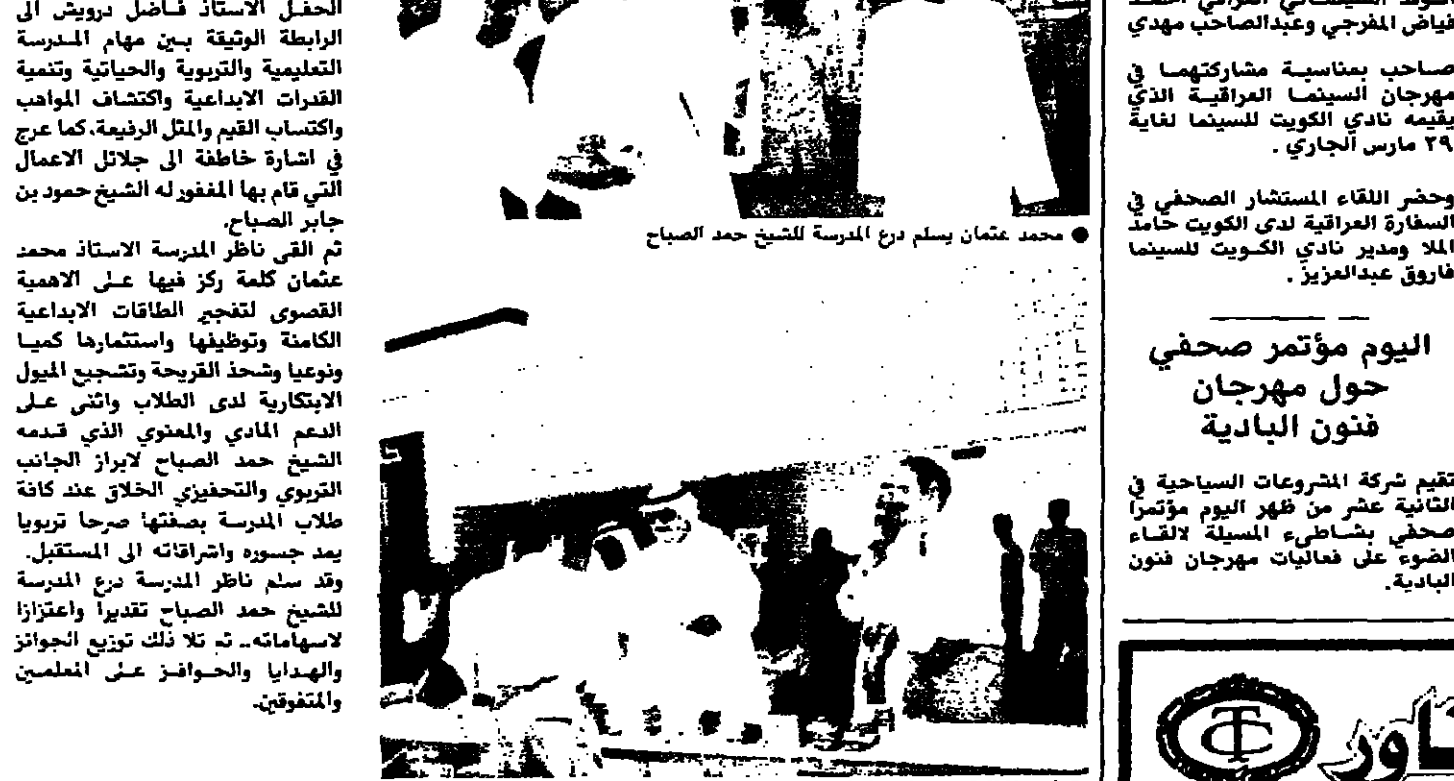 الوفد السينمائي العراقي احمد
فياض المفرجي وعبدالصاحب مهدي
صاحب بمناسبة مشاركتهما في
مهرجان السينما العراقية الذي
يقيمه نادي الكويت للسينما لغاية
٢٩ مارس الجاري .
وحضر اللقاء المستشار الصحفي في
السفارة العراقية لدى الكويت حامد
الملا ومدير نادي الكويت للسينما
فاروق عبدالعزيز .
اليوم مؤتمر صحفي
حول مهرجان
فنون البادية
تقيم شركة المشروعات السياحية في
الثانية عشر من ظهر اليوم مؤتمراً
صحفي بشاطىء المسيلة لالقاء
الضوء على فعاليات مهرجان فنون
البادية.
TC
● محمد عثمان يسلم درع المدرسة للشيخ حمد الصباح
الحفل الاستاذ فاضل درويش الى
الرابطة الوثيقة بين مهام المدرسة
التعليمية والتربوية والحياتية وتنمية
القدرات الابداعية واكتشاف المواهب
واكتساب القيم والمثل الرفيعة، كما عرج
في اشارة خاطفة الى جلائل الاعمال
التي قام بها المغفور له الشيخ حمود بن
جابر الصباح.
ثم القى ناظر المدرسة الاستاذ محمد
عثمان كلمة ركز فيها على الاهمية
القصوى لتفجير الطاقات الابداعية
الكامنة وتوظيفها واستثمارها كميا
ونوعيا وشحذ القريحة وتشجيع الميول
الابتكارية لدى الطلاب واثنى على
الدعم المادي والمعنوي الذي قدمه
الشيخ حمد الصباح لابراز الجانب
التربوي والتحفيزي الخلاق عند كافة
طلاب المدرسة بصفتها صرحا تربويا
يمد جسوره واشراقاته الى المستقبل.
وقد سلم ناظر المدرسة درع المدرسة
للشيخ حمد الصباح تقديرا واعتزازا
لاسهاماته.. ثم تلا ذلك توزيع الجوائز
والهدايا والحوافز على المعلمين
والمتفوقين.